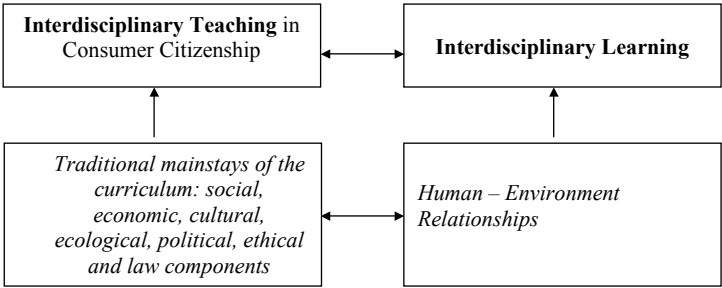 Interdisciplinary Teaching in
Consumer Citizenship
Interdisciplinary Learning
Traditional mainstays of the
curriculum: social,
economic, cultural,
ecological, political, ethical
and law components
Human – Environment
Relationships